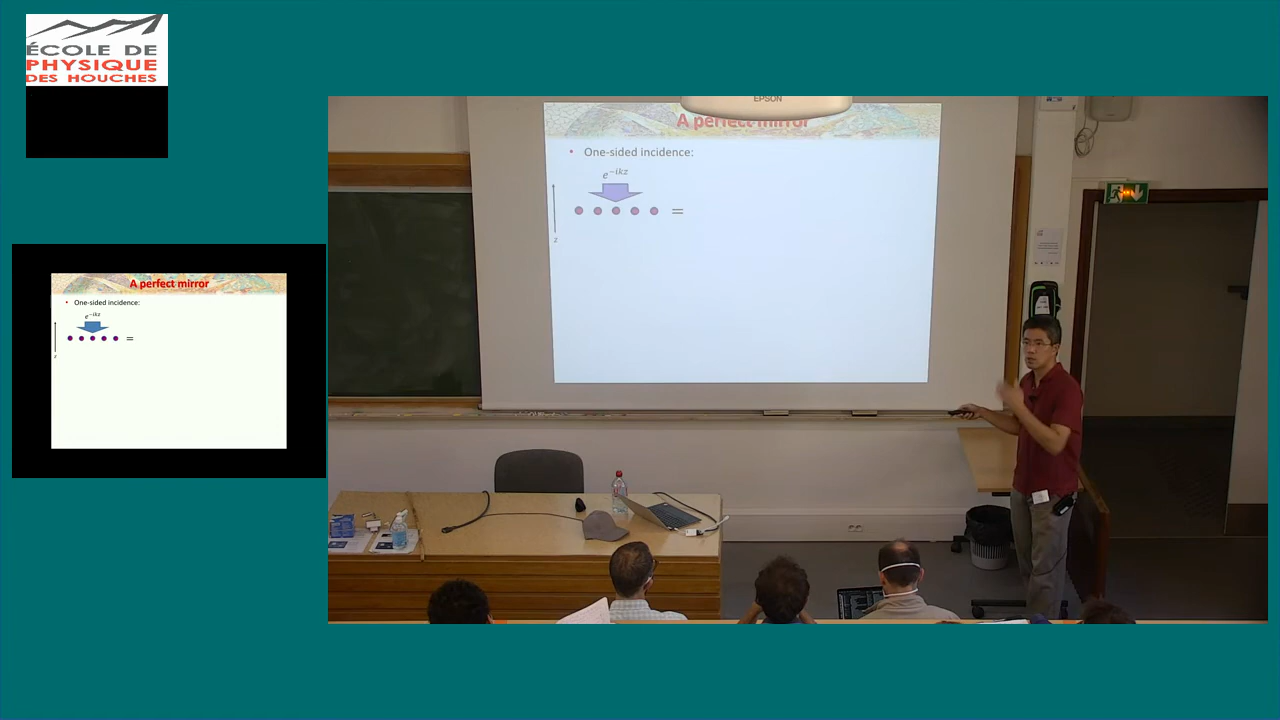 ÉCOLE DE
PHYSIQUE
DES HOUCHES
A perfect mirror
• One-sided incidence:
e^{-ikz}
z
=
EPSON
A perfect mirror
• One-sided incidence:
e^{-ikz}
z
=